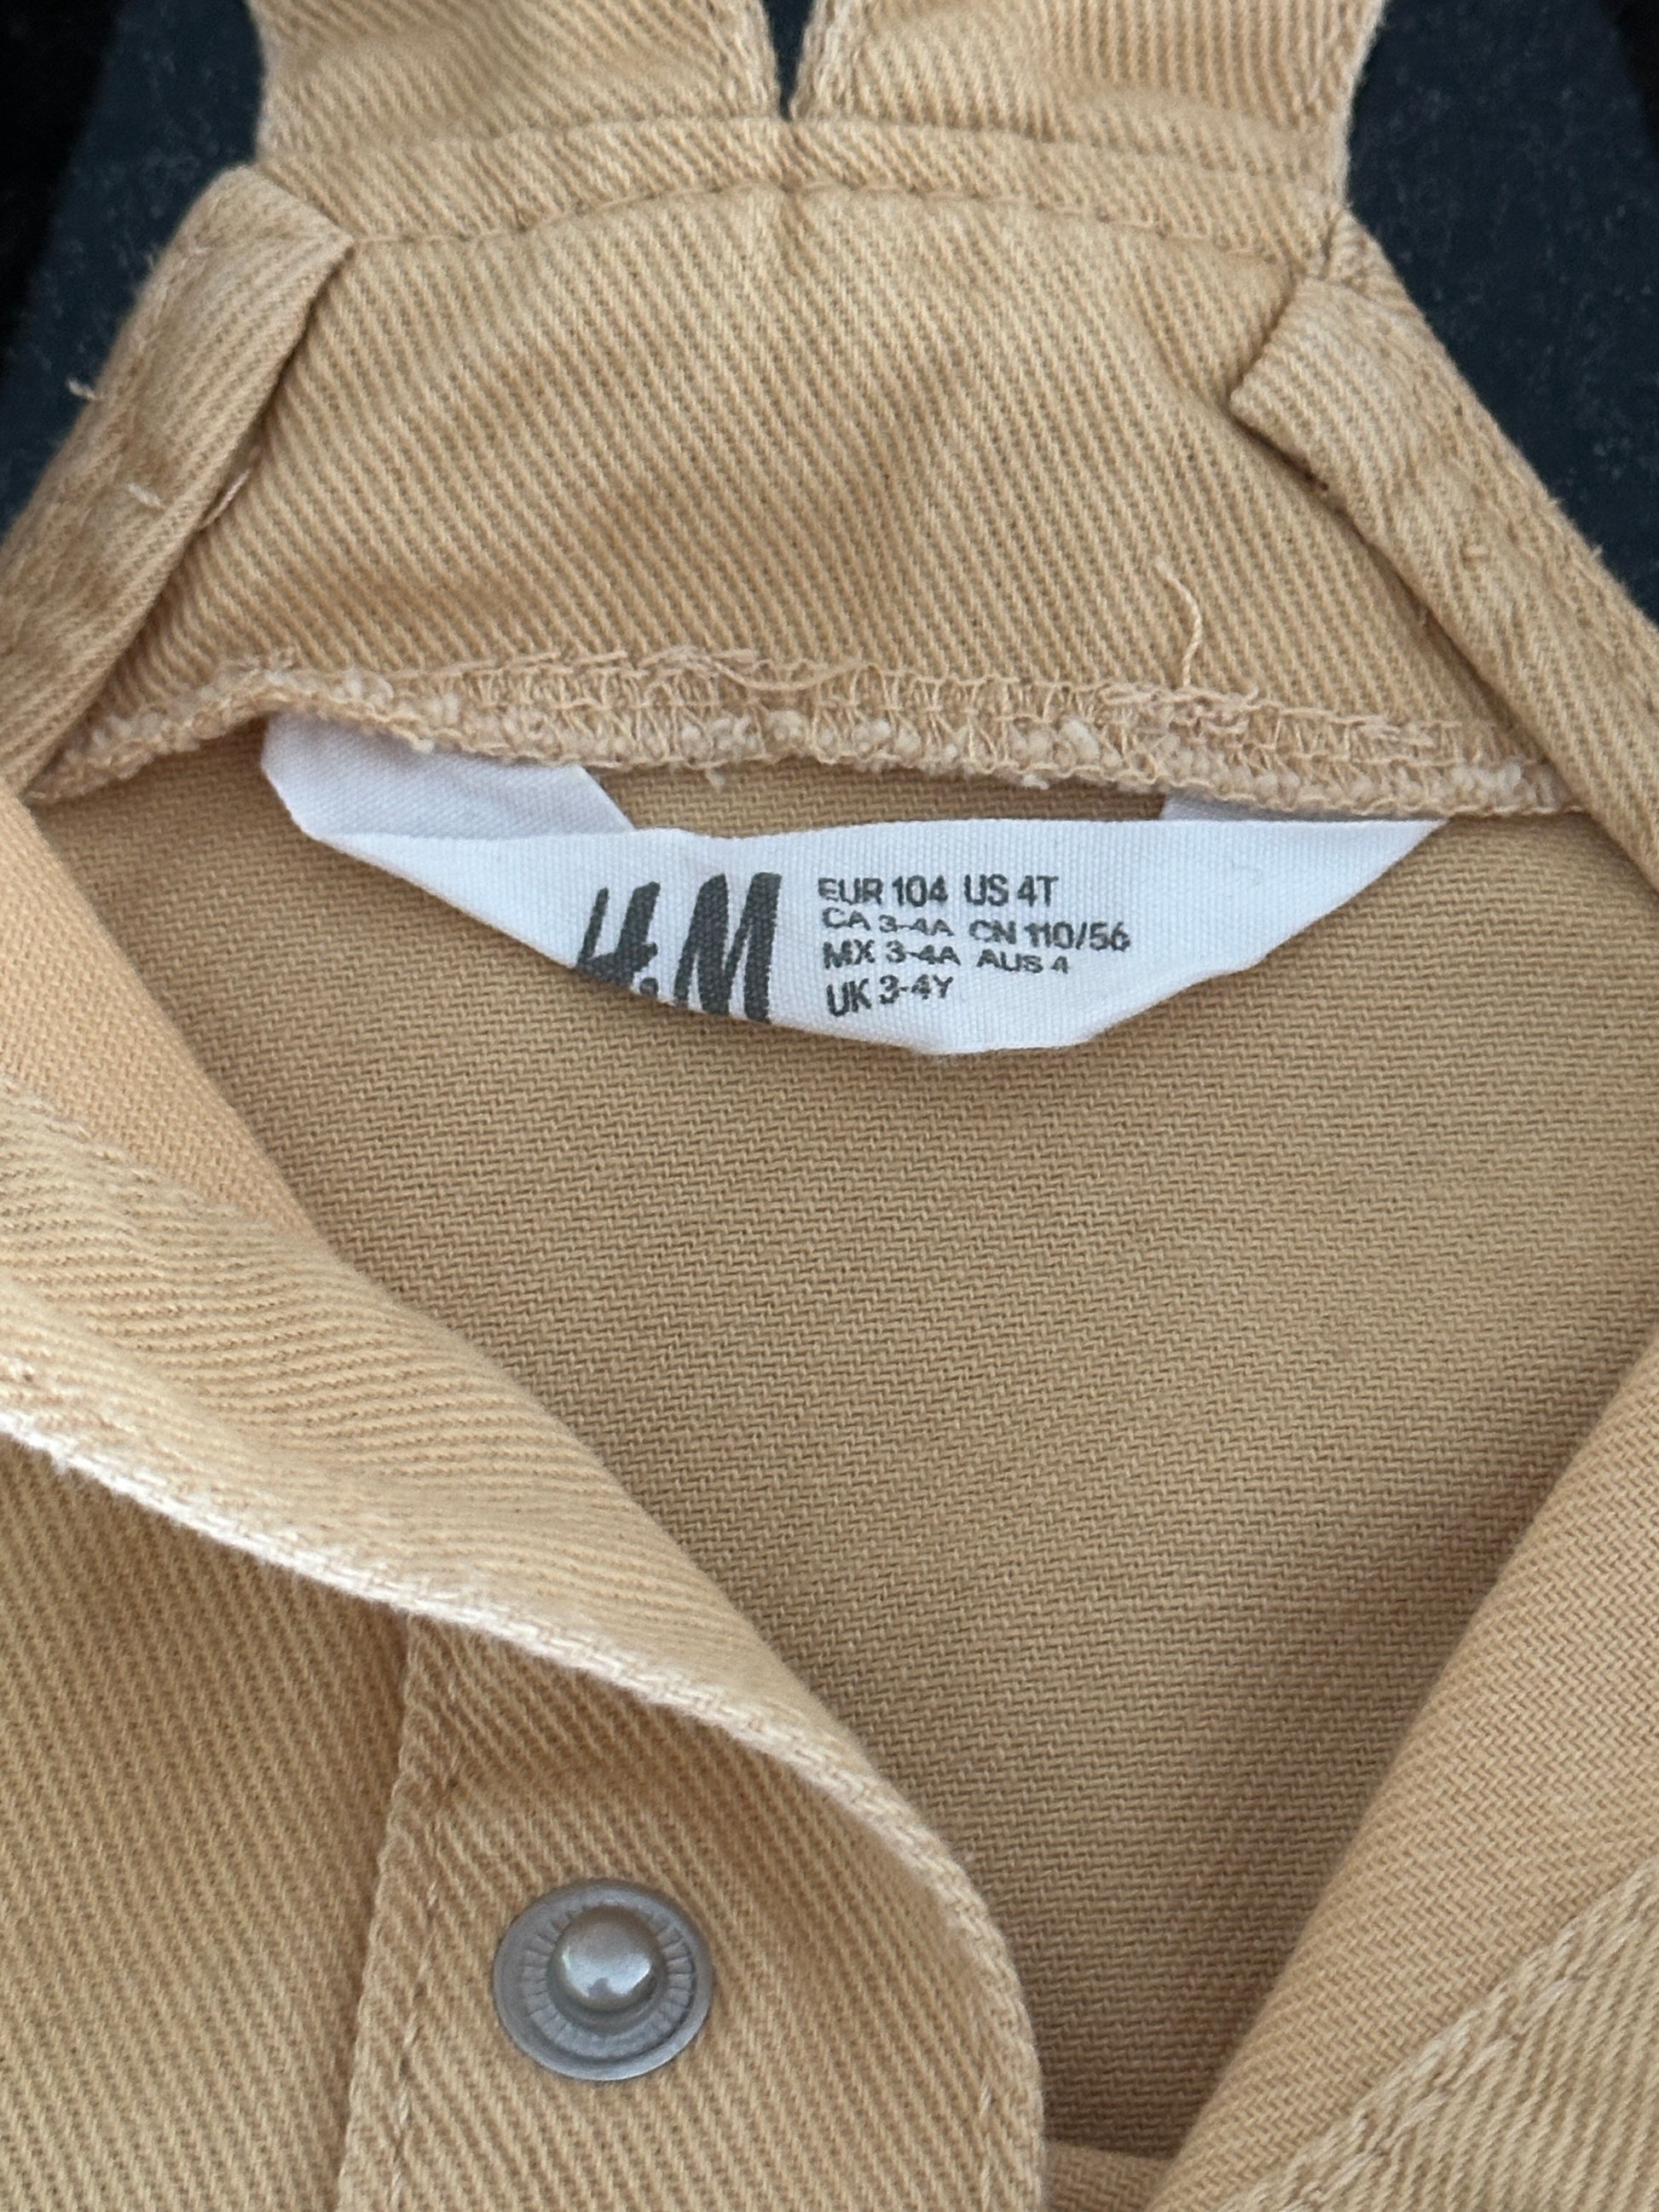 H&M
EUR 104 US 4T
CA 3-4A CN 110/56
MX 3-4A AUS 4
UK 3-4Y